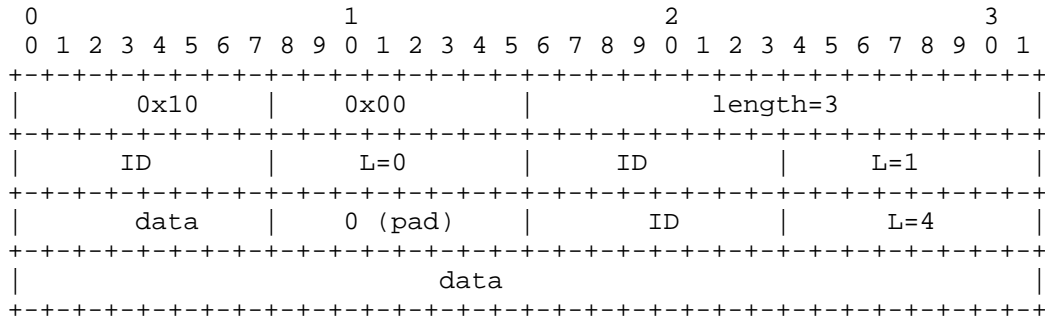 0                   1                   2                   3
 0 1 2 3 4 5 6 7 8 9 0 1 2 3 4 5 6 7 8 9 0 1 2 3 4 5 6 7 8 9 0 1
+-+-+-+-+-+-+-+-+-+-+-+-+-+-+-+-+-+-+-+-+-+-+-+-+-+-+-+-+-+-+-+-+
|       0x10    |    0x00       |           length=3            |
+-+-+-+-+-+-+-+-+-+-+-+-+-+-+-+-+-+-+-+-+-+-+-+-+-+-+-+-+-+-+-+-+
|      ID       |     L=0       |     ID        |     L=1       |
+-+-+-+-+-+-+-+-+-+-+-+-+-+-+-+-+-+-+-+-+-+-+-+-+-+-+-+-+-+-+-+-+
|       data    |    0 (pad)    |       ID      |      L=4      |
+-+-+-+-+-+-+-+-+-+-+-+-+-+-+-+-+-+-+-+-+-+-+-+-+-+-+-+-+-+-+-+-+
|                          data                                 |
+-+-+-+-+-+-+-+-+-+-+-+-+-+-+-+-+-+-+-+-+-+-+-+-+-+-+-+-+-+-+-+-+